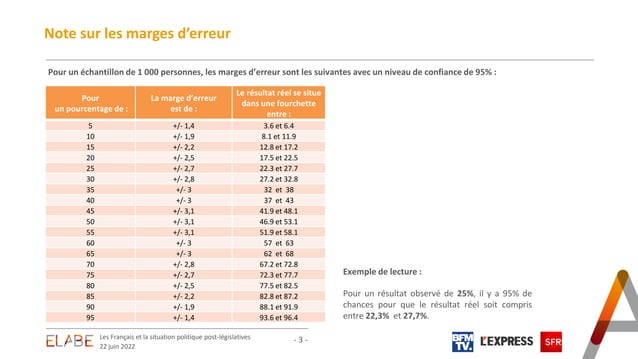 Note sur les marges d’erreur
Pour un échantillon de 1 000 personnes, les marges d’erreur sont les suivantes avec un niveau de confiance de 95% :
Pour un pourcentage de : La marge d’erreur est de : Le résultat réel se situe dans une fourchette entre :
5 +/- 1,4 3.6 et 6.4
10 +/- 1,9 8.1 et 11.9
15 +/- 2,2 12.8 et 17.2
20 +/- 2,5 17.5 et 22.5
25 +/- 2,7 22.3 et 27.7
30 +/- 2,8 27.2 et 32.8
35 +/- 3 32 et 38
40 +/- 3 37 et 43
45 +/- 3,1 41.9 et 48.1
50 +/- 3,1 46.9 et 53.1
55 +/- 3,1 51.9 et 58.1
60 +/- 3 57 et 63
65 +/- 3 62 et 68
70 +/- 2,8 67.2 et 72.8
75 +/- 2,7 72.3 et 77.7
80 +/- 2,5 77.5 et 82.5
85 +/- 2,2 82.8 et 87.2
90 +/- 1,9 88.1 et 91.9
95 +/- 1,4 93.6 et 96.4
Exemple de lecture :
Pour un résultat observé de 25%, il y a 95% de
chances pour que le résultat réel soit compris
entre 22,3% et 27,7%.
ELABE
Les Français et la situation politique post-législatives
22 juin 2022
- 3 -
BFM
TV.
L'EXPRESS
SFR